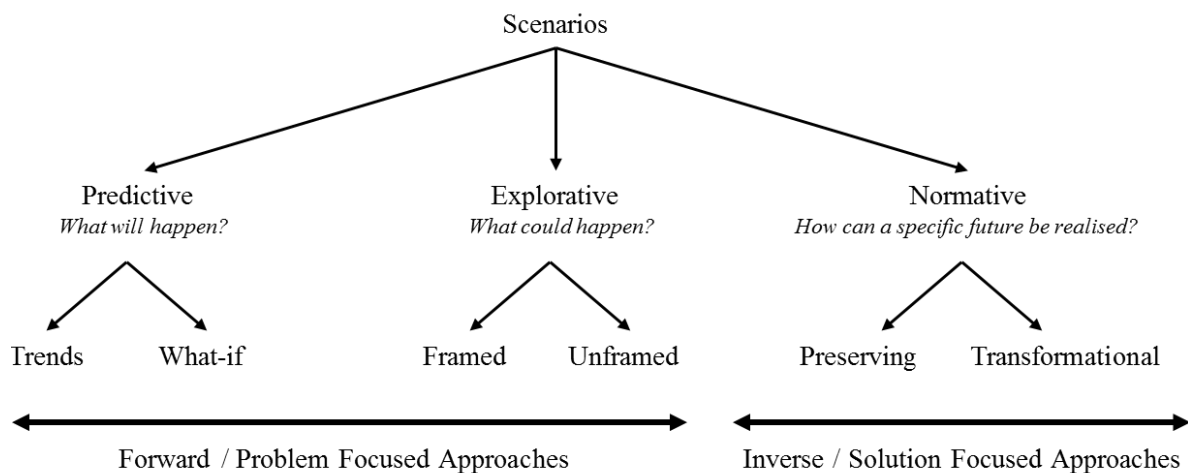 Scenarios
Predictive
What will happen?
Explorative
What could happen?
Normative
How can a specific future be realised?
Trends
What-if
Framed
Unframed
Preserving
Transformational
Forward / Problem Focused Approaches
Inverse / Solution Focused Approaches